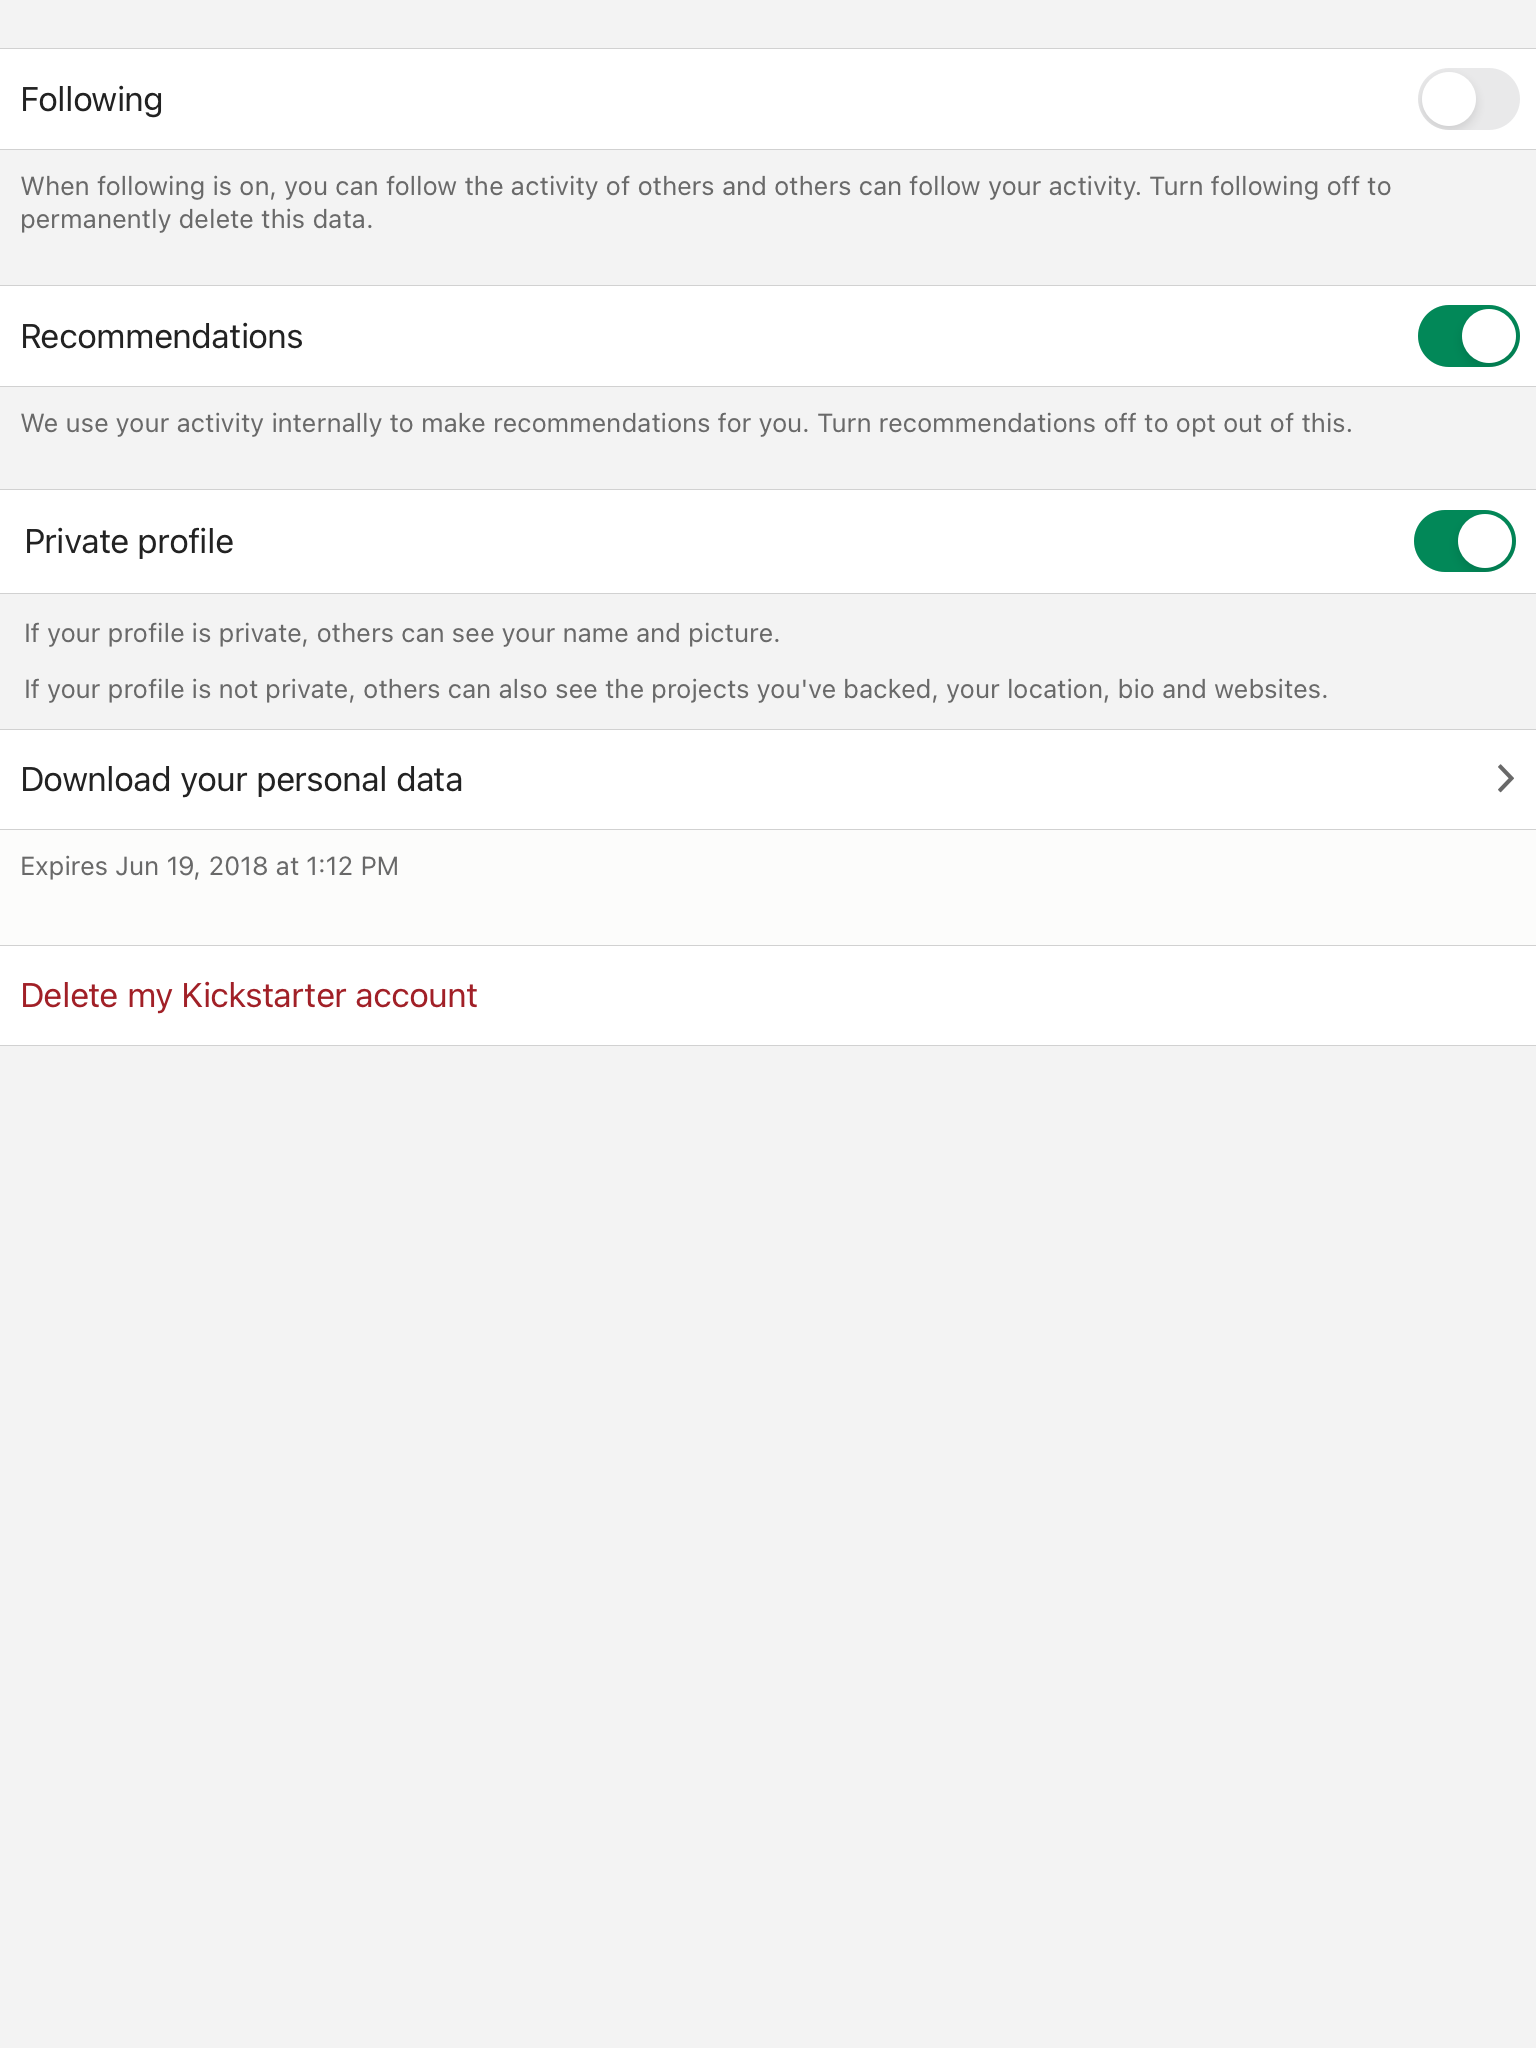 Following
When following is on, you can follow the activity of others and others can follow your activity. Turn following off to
permanently delete this data.
Recommendations
We use your activity internally to make recommendations for you. Turn recommendations off to opt out of this.
Private profile
If your profile is private, others can see your name and picture.
If your profile is not private, others can also see the projects you've backed, your location, bio and websites.
Download your personal data
Expires Jun 19, 2018 at 1:12 PM
Delete my Kickstarter account